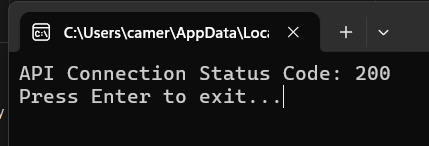 C:\Users\camer\AppData\Loca
API Connection Status Code: 200
Press Enter to exit...